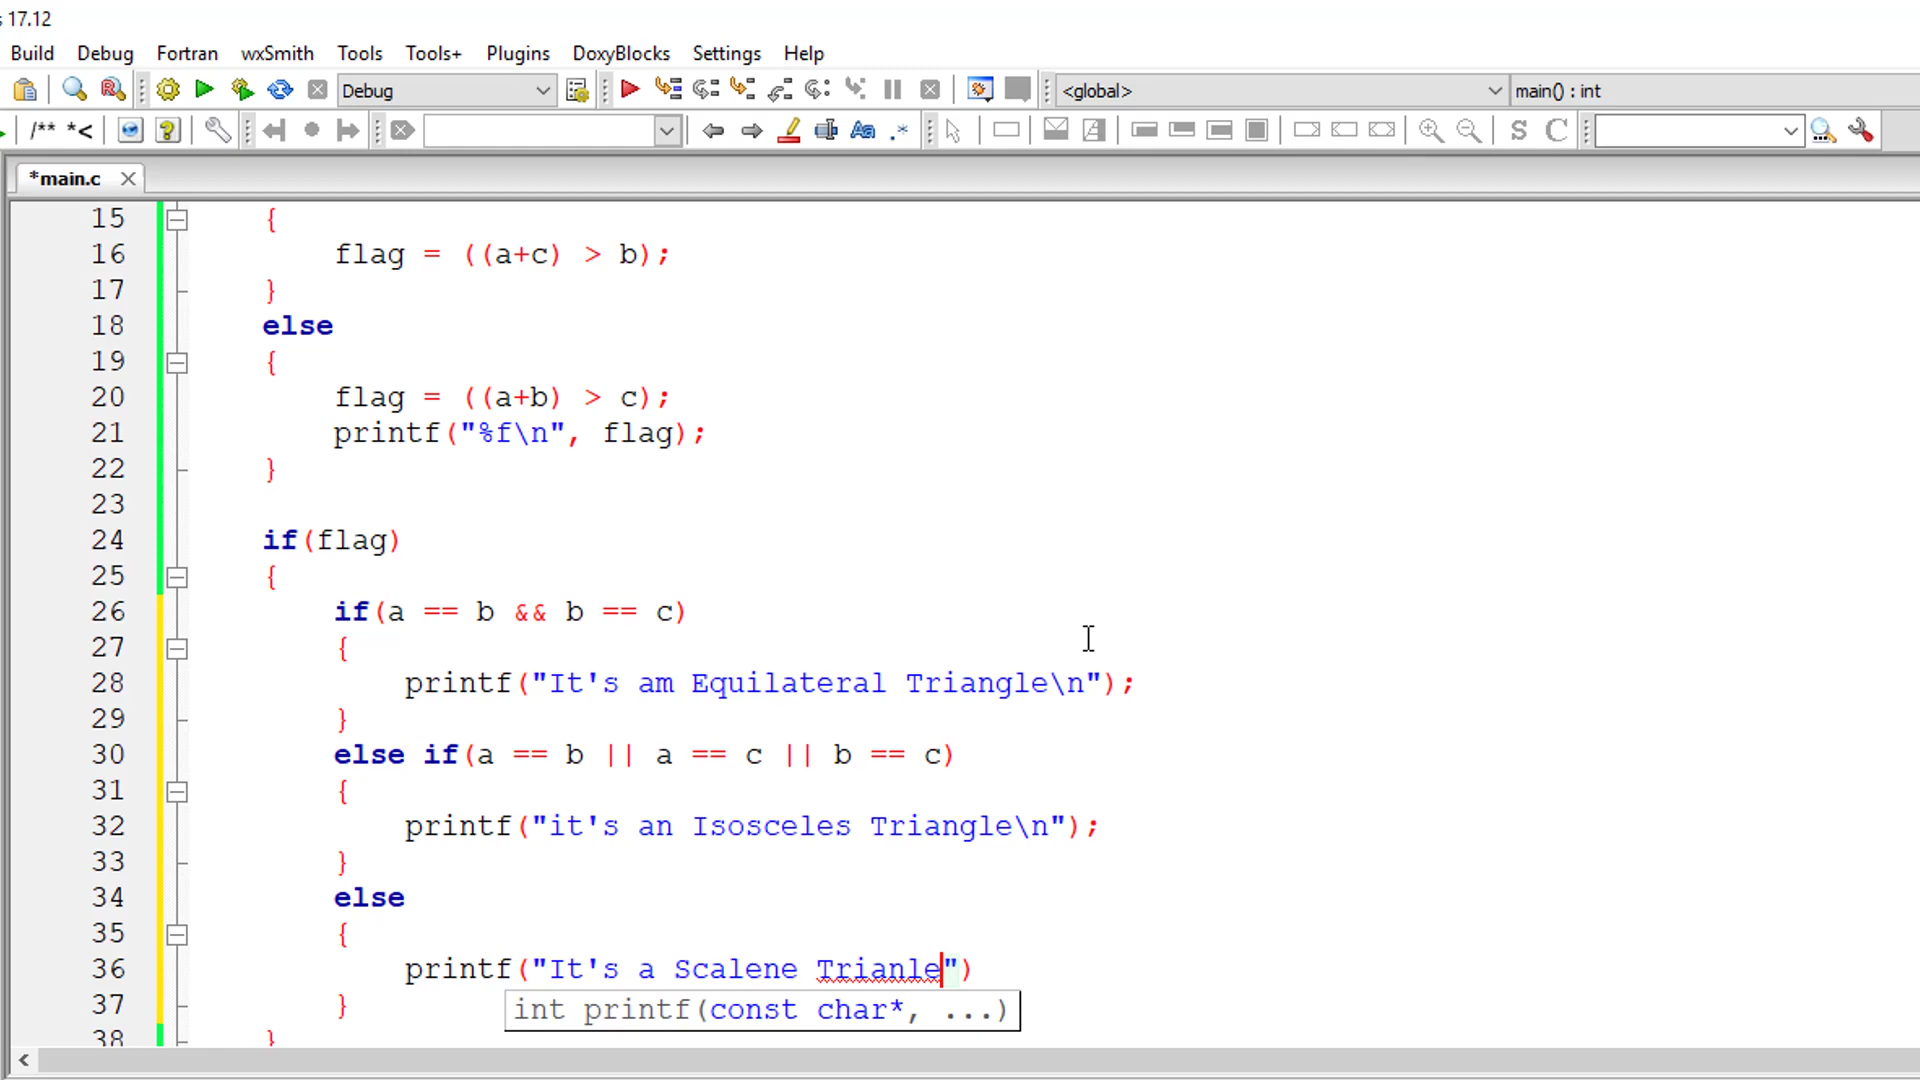 s 17.12
Build Debug Fortran wxSmith Tools Tools+ Plugins DoxyBlocks Settings Help
Debug <global> main() : int
/** *<  Aa .* S C
*main.c
15 {
16 flag = ((a+c) > b);
17 }
18 else
19 {
20 flag = ((a+b) > c);
21 printf("%f\n", flag);
22 }
23
24 if(flag)
25 {
26 if(a == b && b == c)
27 {
28 printf("It's am Equilateral Triangle\n");
29 }
30 else if(a == b || a == c || b == c)
31 {
32 printf("it's an Isosceles Triangle\n");
33 }
34 else
35 {
36 printf("It's a Scalene Trianle")
37 }
int printf(const char*, ...)
38 }